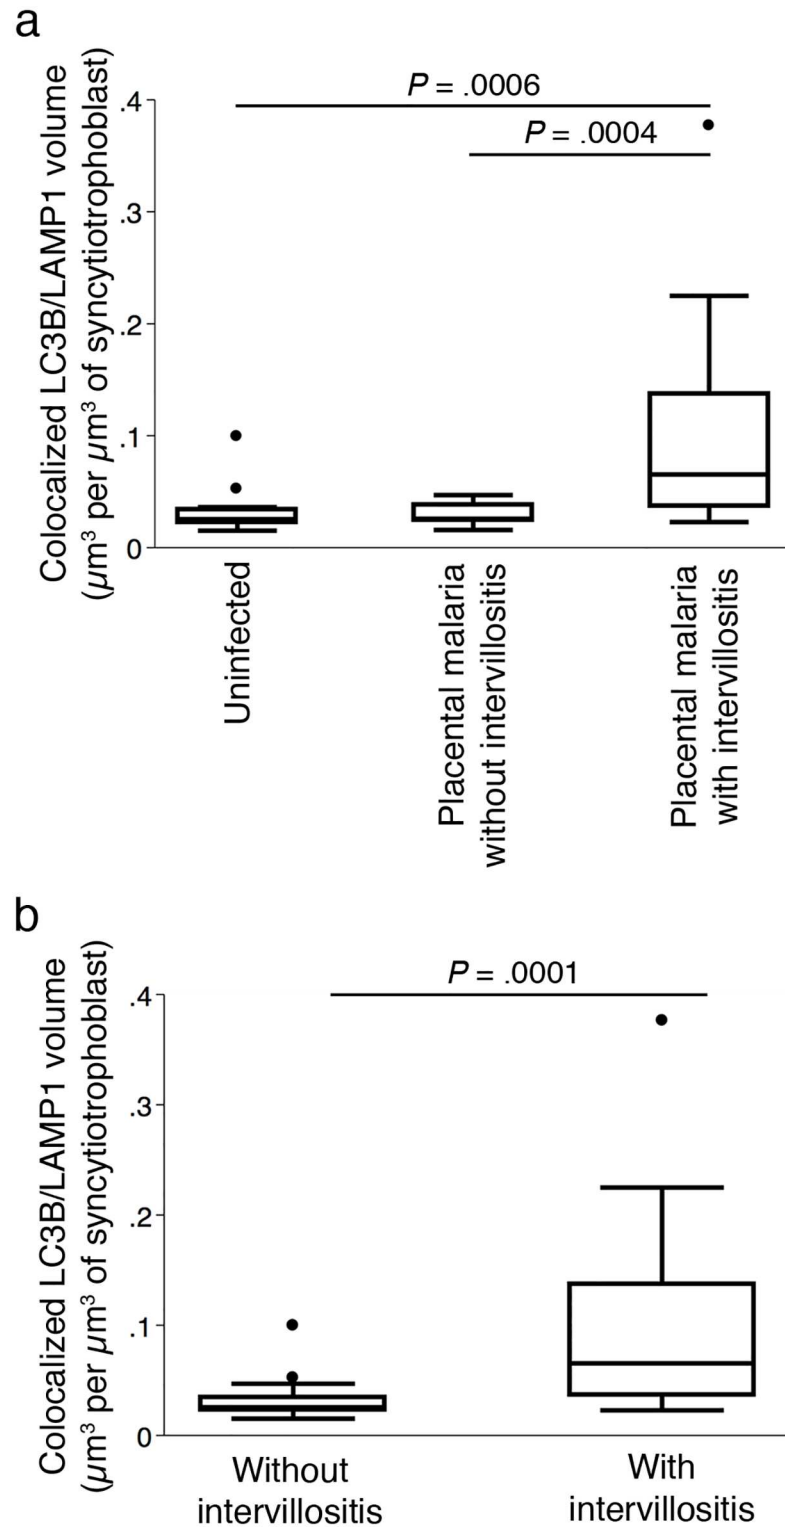 a
Colocalized LC3B/LAMP1 volume
(µm³ per µm³ of syncytiotrophoblast)
.4
.3
.2
.1
0
P = .0006
P = .0004
Uninfected
Placental malaria
without intervillositis
Placental malaria
with intervillositis
b
Colocalized LC3B/LAMP1 volume
(µm³ per µm³ of syncytiotrophoblast)
.4
.3
.2
.1
0
P = .0001
Without
intervillositis
With
intervillositis